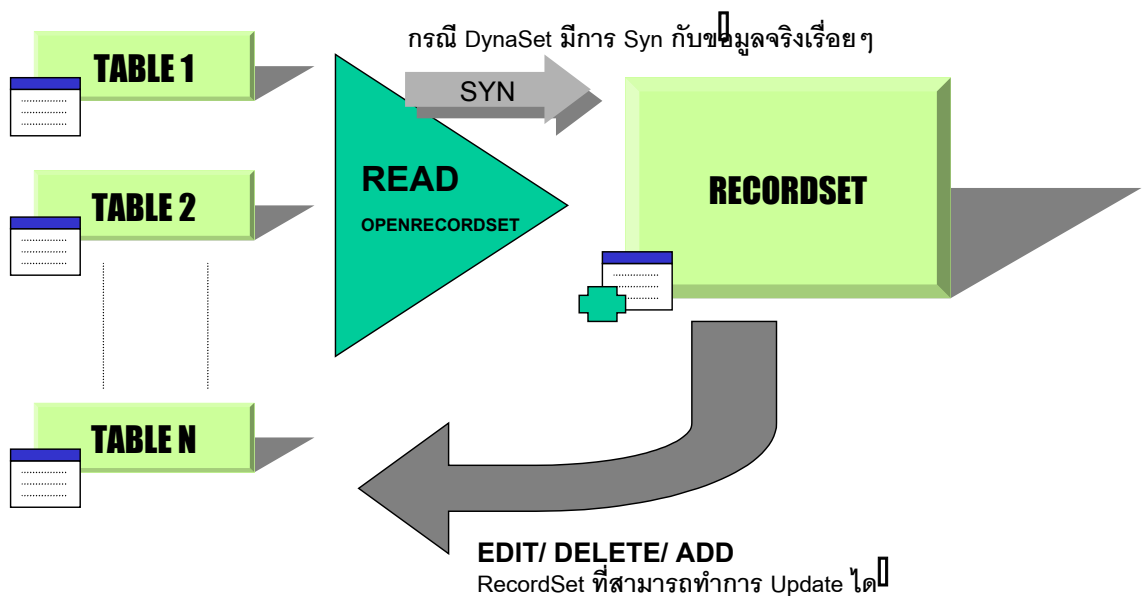 กรณี DynaSet มีการ Syn กับขอมูลจริงเรื่อยๆ
TABLE 1
SYN
READ
OPENRECORDSET
TABLE 2
RECORDSET
TABLE N
EDIT/ DELETE/ ADD
RecordSet ที่สามารถทำการ Update ได